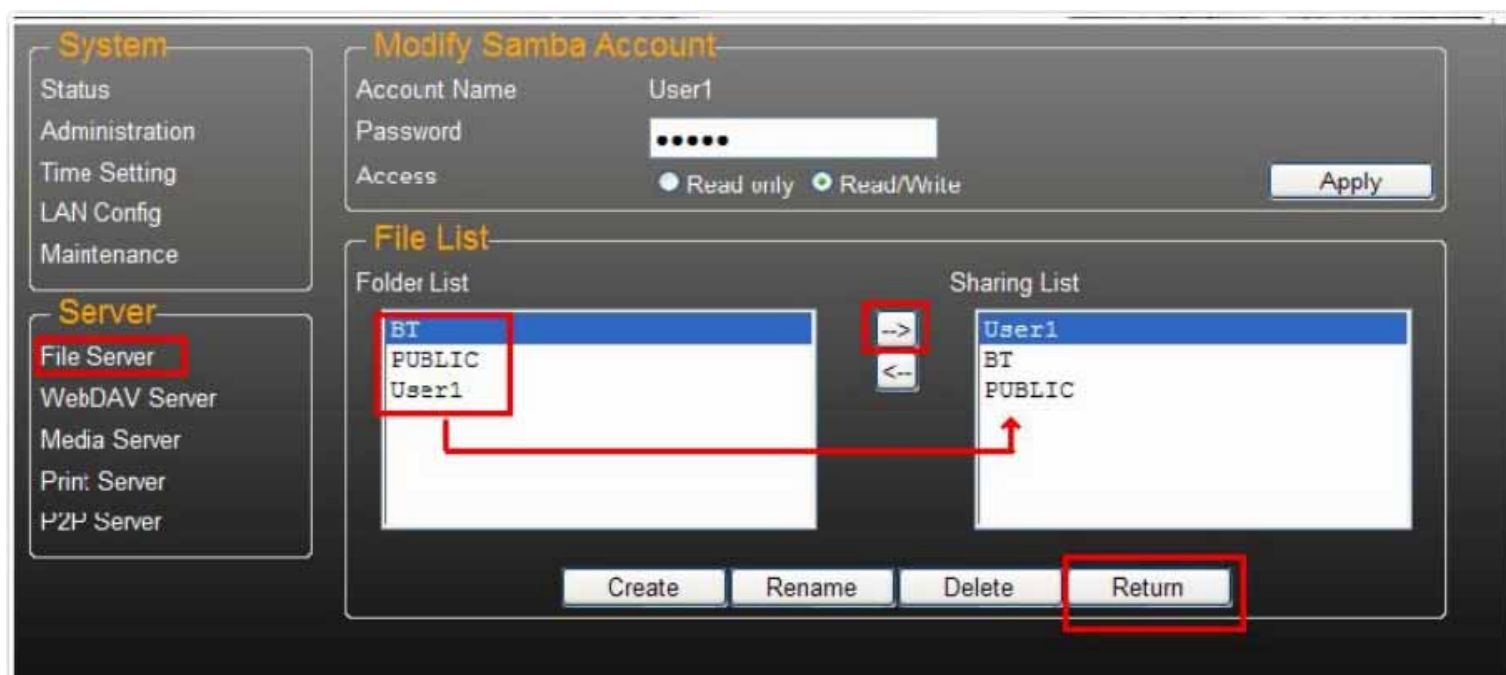 System
Status
Administration
Time Setting
LAN Config
Maintenance
Server
File Server
WebDAV Server
Media Server
Print Server
P2P Server
Modify Samba Account
Account Name User1
Password •••••
Access Read only Read/Write
Apply
File List
Folder List
BT
PUBLIC
User1
-->
<--
Sharing List
User1
BT
PUBLIC
Create Rename Delete Return